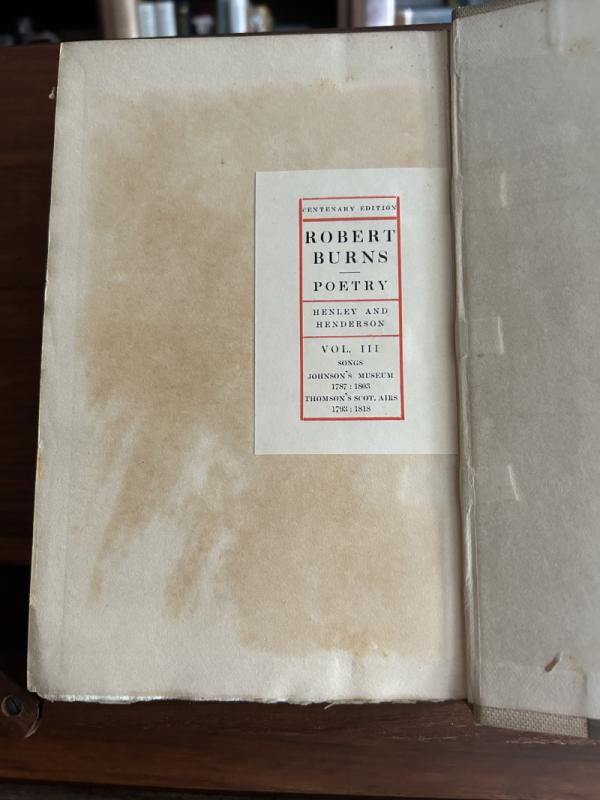 CENTENARY EDITION
ROBERT
BURNS
POETRY
HENLEY AND
HENDERSON
VOL. III
SONGS
JOHNSON'S MUSEUM
1787 : 1803
THOMSON'S SCOT. AIRS
1793 : 1818